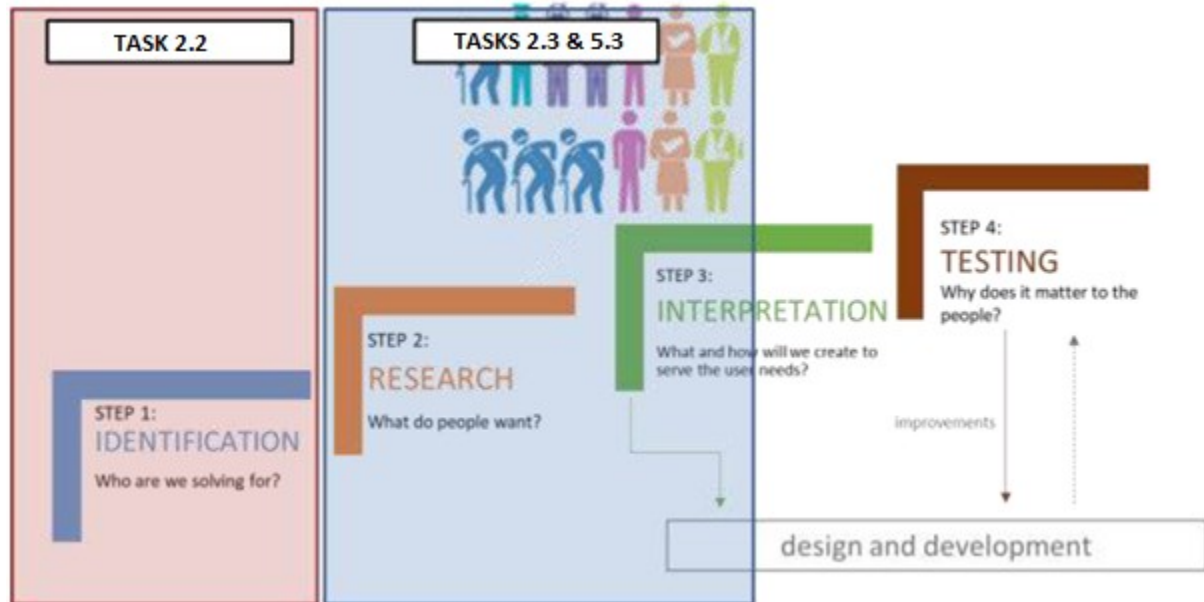 TASK 2.2
TASKS 2.3 & 5.3
STEP 1:
IDENTIFICATION
Who are we solving for?
STEP 2:
RESEARCH
What do people want?
STEP 3:
INTERPRETATION
What and how will we create to
serve the user needs?
STEP 4:
TESTING
Why does it matter to the
people?
improvements
design and development